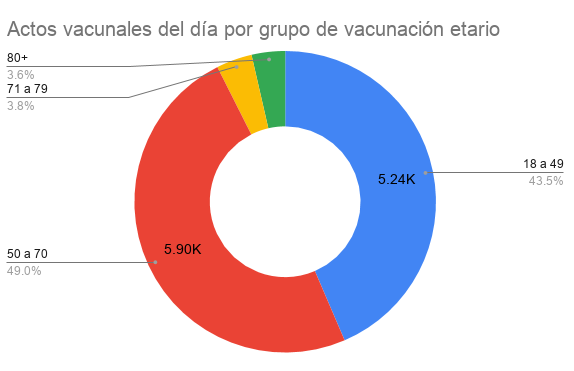 Actos vacunales del día por grupo de vacunación etario
80+
3.6%
71 a 79
3.8%
18 a 49
43.5%
5.24K
5.90K
50 a 70
49.0%